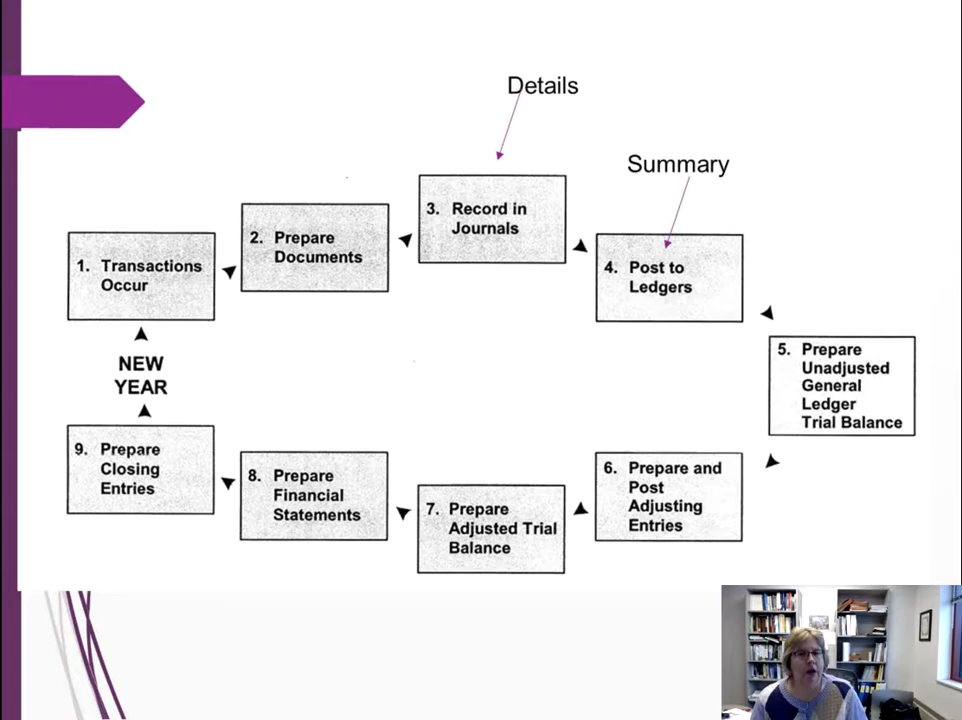 Details
Summary
1. Transactions
Occur
2. Prepare
Documents
3. Record in
Journals
4. Post to
Ledgers
5. Prepare
Unadjusted
General
Ledger
Trial Balance
6. Prepare and
Post
Adjusting
Entries
7. Prepare
Adjusted Trial
Balance
8. Prepare
Financial
Statements
9. Prepare
Closing
Entries
NEW
YEAR